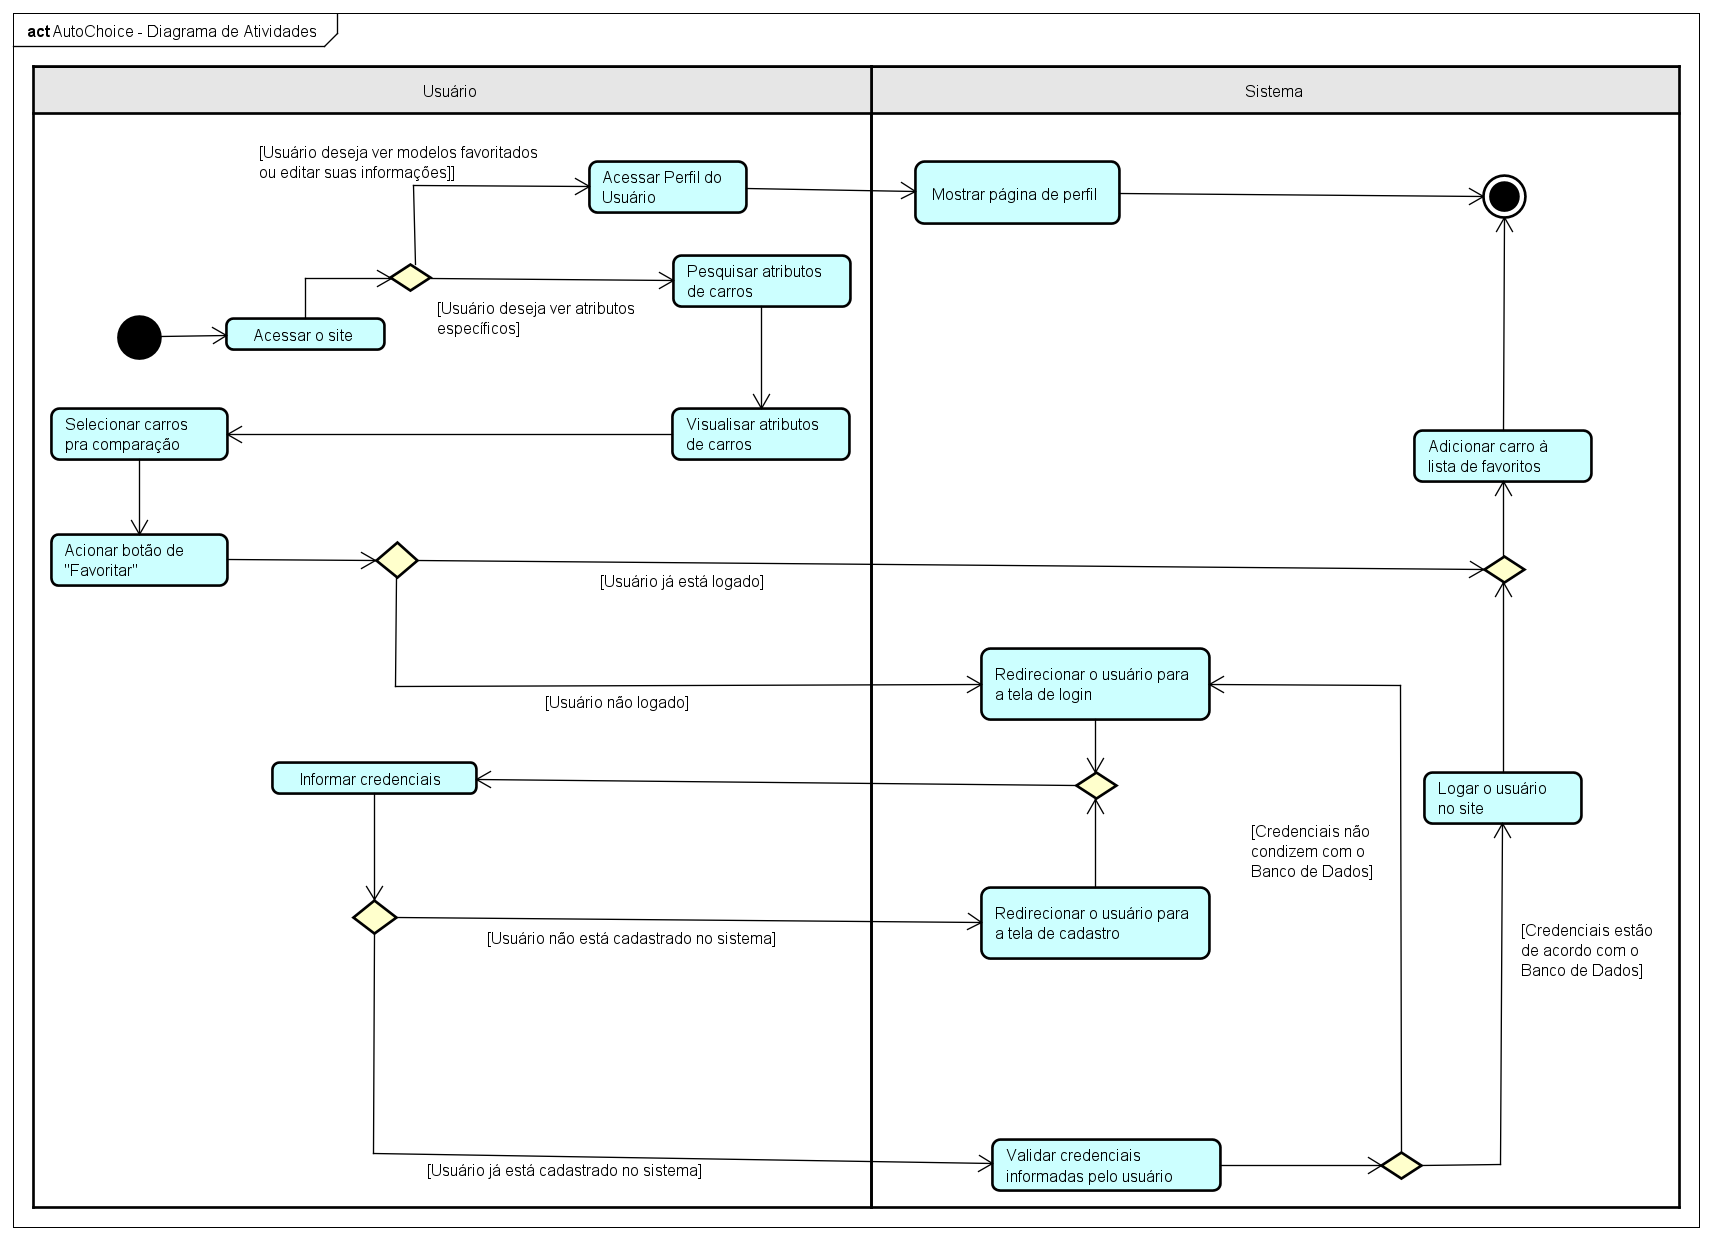 act AutoChoice - Diagrama de Atividades
Usuário
Sistema
[Usuário deseja ver modelos favoritados
ou editar suas informações]]
Acessar Perfil do
Usuário
Mostrar página de perfil
Pesquisar atributos
de carros
[Usuário deseja ver atributos
específicos]
Acessar o site
Selecionar carros
pra comparação
Visualisar atributos
de carros
Adicionar carro à
lista de favoritos
Acionar botão de
"Favoritar"
[Usuário já está logado]
Redirecionar o usuário para
a tela de login
[Usuário não logado]
Informar credenciais
Logar o usuário
no site
[Credenciais não
condizem com o
Banco de Dados]
Redirecionar o usuário para
a tela de cadastro
[Usuário não está cadastrado no sistema]
[Credenciais estão
de acordo com o
Banco de Dados]
Validar credenciais
informadas pelo usuário
[Usuário já está cadastrado no sistema]